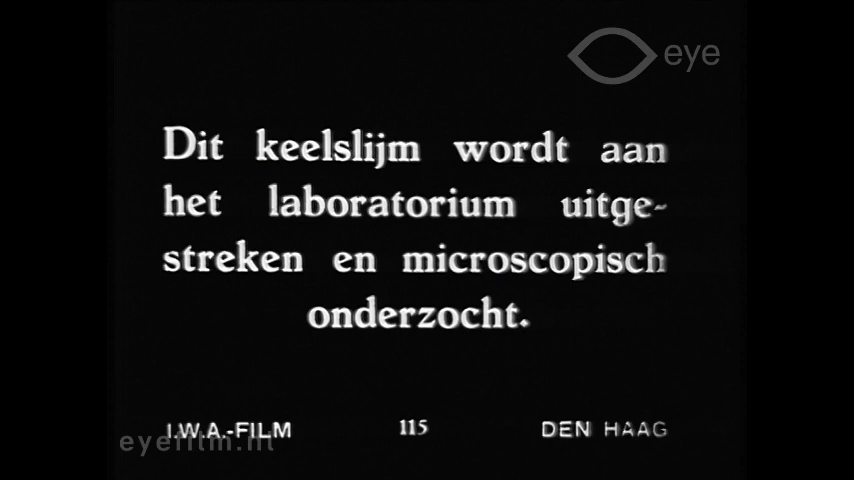 eye
Dit keelslijm wordt aan
het laboratorium uitge-
streken en microscopisch
onderzocht.
I.W.A.-FILM 115 DEN HAAG
eyefilm.nl